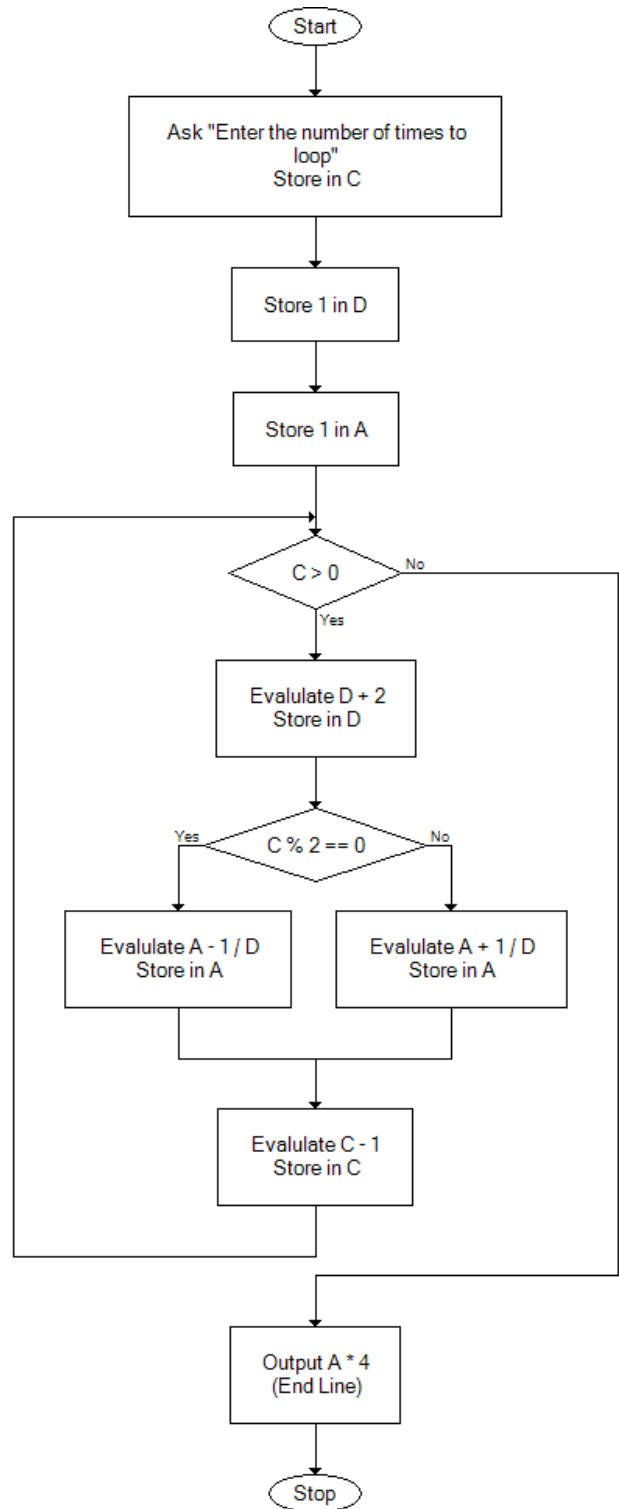 Start
Ask "Enter the number of times to
loop"
Store in C
Store 1 in D
Store 1 in A
C > 0
No
Yes
Evalulate D + 2
Store in D
Yes
C % 2 == 0
No
Evalulate A - 1 / D
Store in A
Evalulate A + 1 / D
Store in A
Evalulate C - 1
Store in C
Output A * 4
(End Line)
Stop